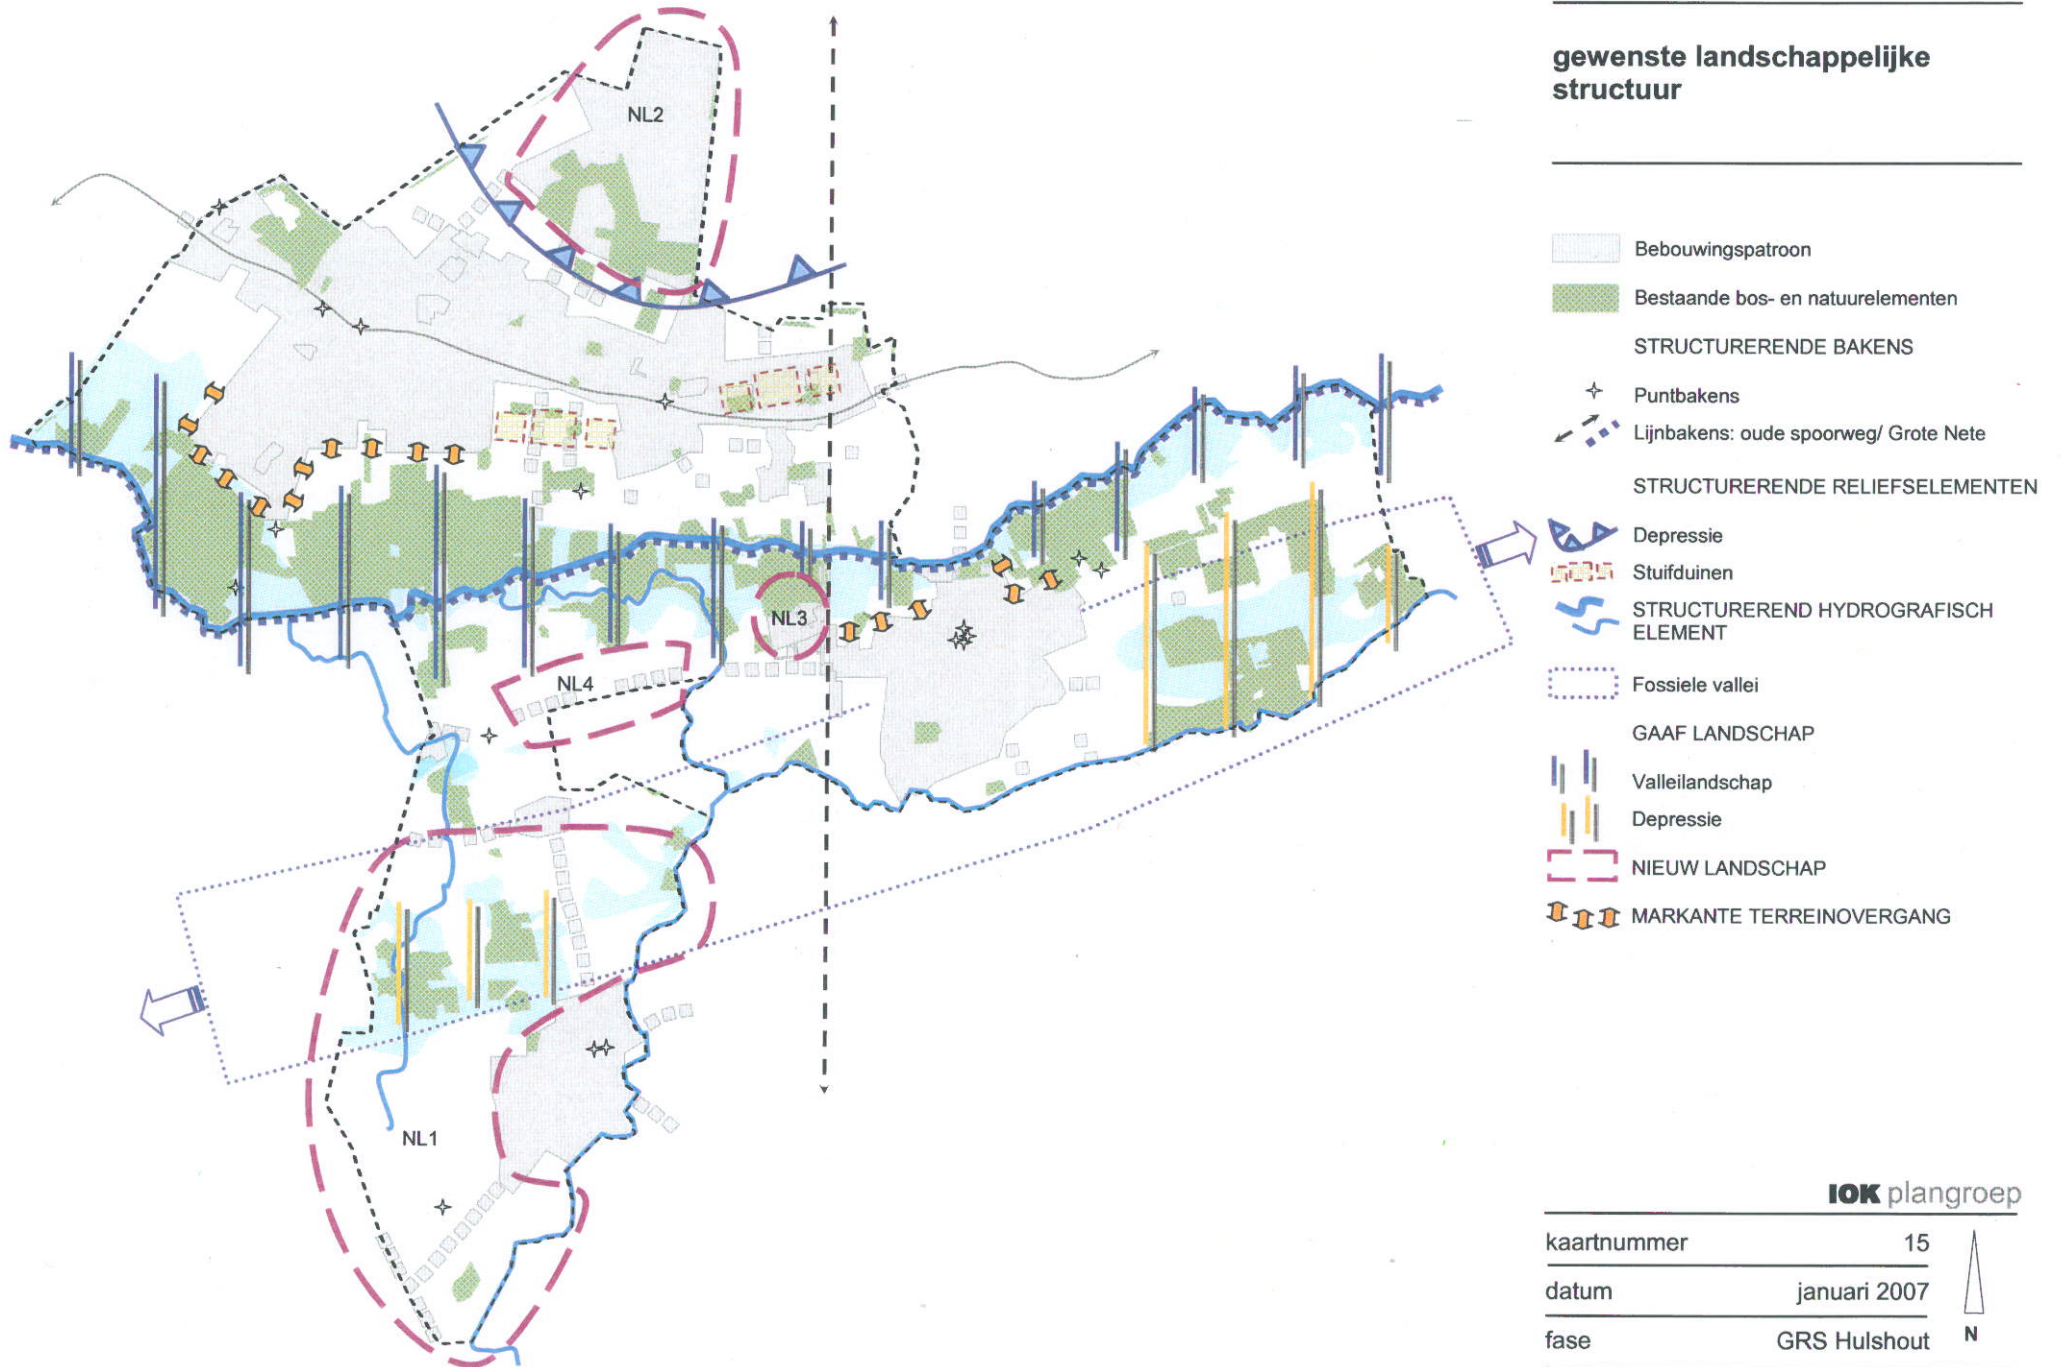 gewenste landschappelijke
structuur
Bebouwingspatroon
Bestaande bos- en natuurelementen
STRUCTURERENDE BAKENS
Puntbakens
Lijnbakens: oude spoorweg/ Grote Nete
STRUCTURERENDE RELIEFSELEMENTEN
Depressie
Stuifduinen
STRUCTUREREND HYDROGRAFISCH
ELEMENT
Fossiele vallei
GAAF LANDSCHAP
Valleilandschap
Depressie
NIEUW LANDSCHAP
MARKANTE TERREINOVERGANG
NL2
NL3
NL4
NL1
IOK plangroep
kaartnummer 15
datum januari 2007
fase GRS Hulshout
N